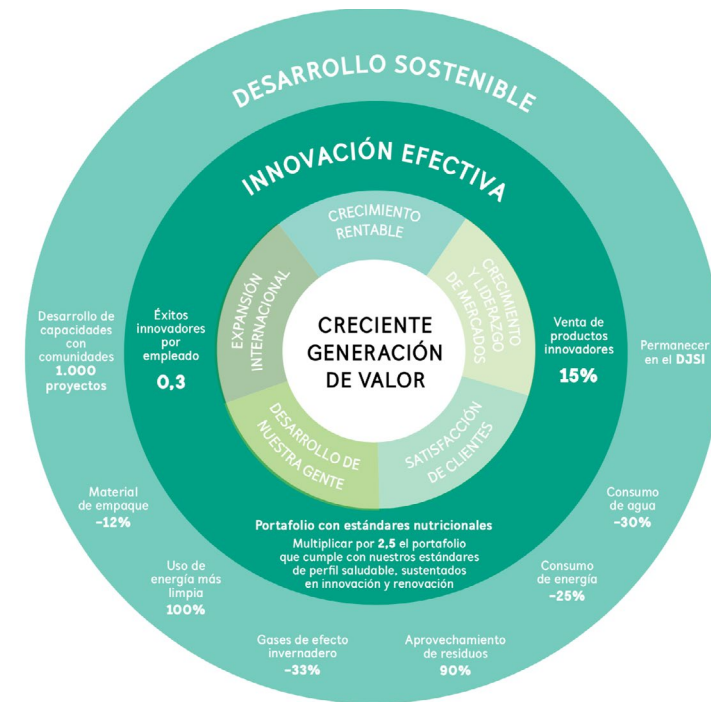 DESARROLLO SOSTENIBLE
INNOVACIÓN EFECTIVA
CRECIMIENTO
RENTABLE
CRECIMIENTO
Y LIDERAZGO
DE MERCADOS
SATISFACCIÓN
DE CLIENTES
DESARROLLO DE
NUESTRA GENTE
EXPANSIÓN
INTERNACIONAL
CRECIENTE
GENERACIÓN
DE VALOR
Éxitos
innovadores
por
empleado
0,3
Venta de
productos
innovadores
15%
Portafolio con estándares nutricionales
Multiplicar por 2,5 el portafolio
que cumple con nuestros estándares
de perfil saludable, sustentados
en innovación y renovación
Desarrollo de
capacidades
con
comunidades
1.000
proyectos
Permanecer
en el DJSI
Material
de empaque
-12%
Consumo
de agua
-30%
Uso de
energía más
limpia
100%
Consumo
de energía
-25%
Gases de efecto
invernadero
-33%
Aprovechamiento
de residuos
90%